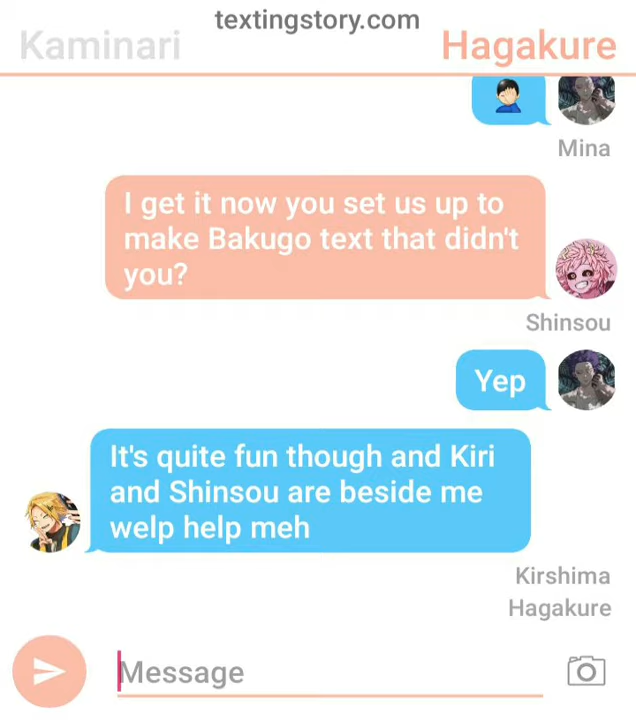 textingstory.com
Kaminari
Hagakure
Mina
I get it now you set us up to
make Bakugo text that didn't
you?
Shinsou
Yep
It's quite fun though and Kiri
and Shinsou are beside me
welp help meh
Kirshima
Hagakure
Message